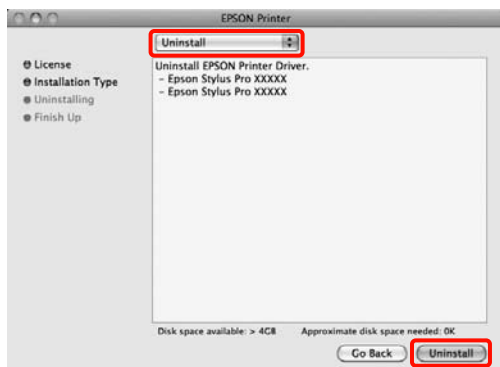 EPSON Printer
Uninstall
License
Installation Type
Uninstalling
Finish Up
Uninstall EPSON Printer Driver.
- Epson Stylus Pro XXXXX
- Epson Stylus Pro XXXXX
Disk space available: > 4GB Approximate disk space needed: 0K
Go Back Uninstall